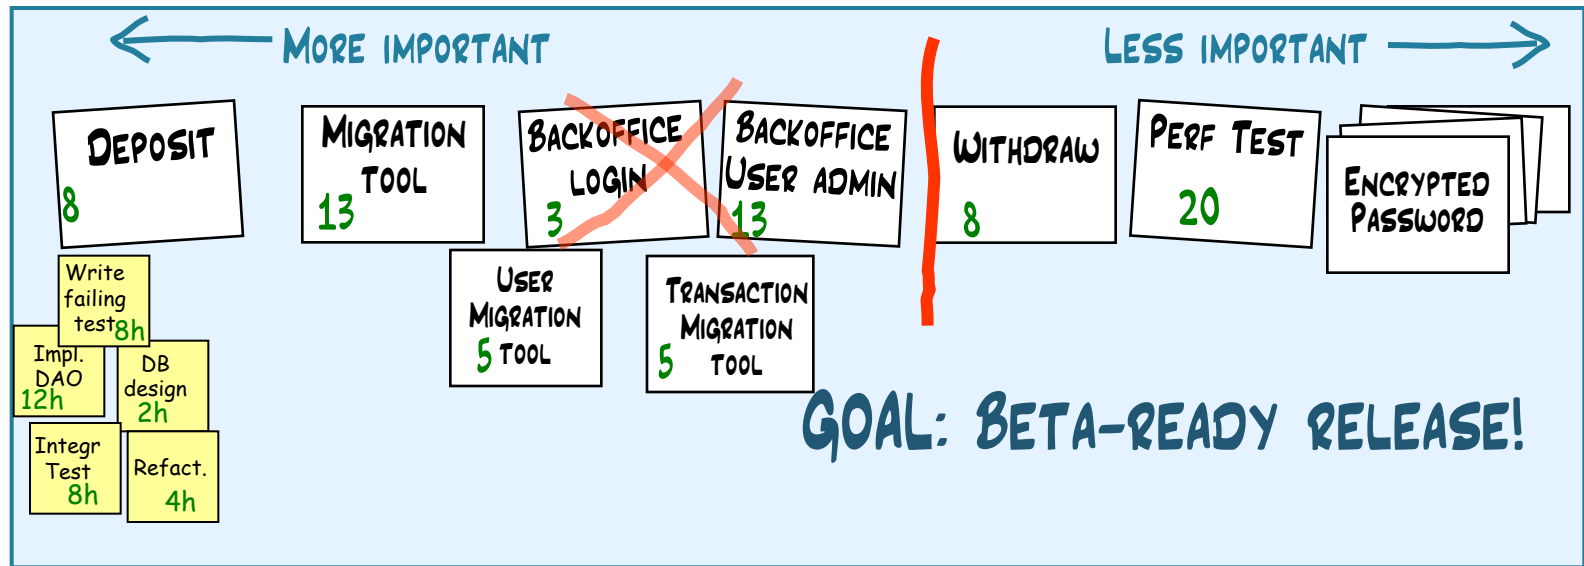 More important
Less important
Deposit
8
Migration
tool
13
Backoffice
login
3
Backoffice
User admin
13
Withdraw
8
Perf Test
20
Encrypted
Password
User
Migration
5 tool
Transaction
Migration
5 tool
Write
failing
test 8h
Impl.
DAO
12h
DB
design
2h
Integr
Test
8h
Refact.
4h
Goal: Beta-ready release!